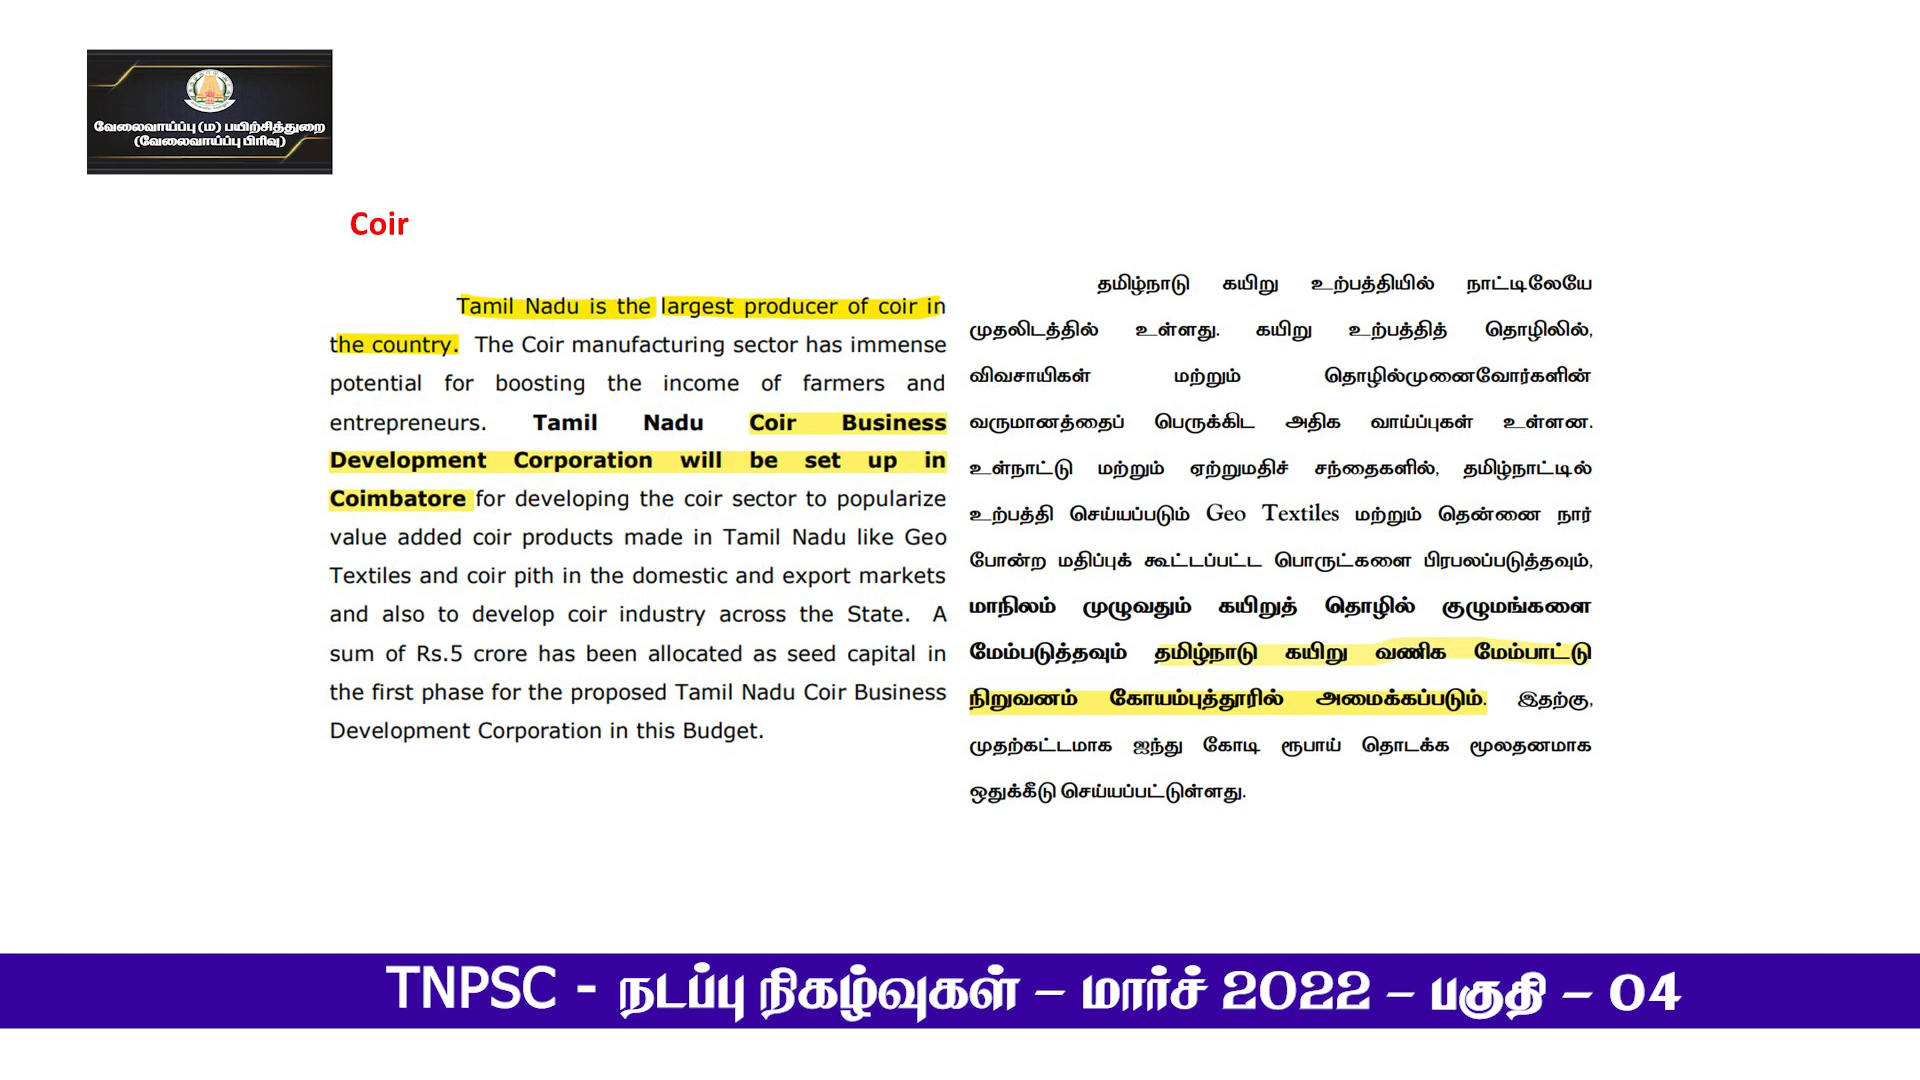 வேலைவாய்ப்பு (ம) பயிற்சித்துறை
(வேலைவாய்ப்பு பிரிவு)
Coir
Tamil Nadu is the largest producer of coir in
the country. The Coir manufacturing sector has immense
potential for boosting the income of farmers and
entrepreneurs. Tamil Nadu Coir Business
Development Corporation will be set up in
Coimbatore for developing the coir sector to popularize
value added coir products made in Tamil Nadu like Geo
Textiles and coir pith in the domestic and export markets
and also to develop coir industry across the State. A
sum of Rs.5 crore has been allocated as seed capital in
the first phase for the proposed Tamil Nadu Coir Business
Development Corporation in this Budget.
தமிழ்நாடு கயிறு உற்பத்தியில் நாட்டிலேயே
முதலிடத்தில் உள்ளது. கயிறு உற்பத்தித் தொழிலில்,
விவசாயிகள் மற்றும் தொழில்முனைவோர்களின்
வருமானத்தைப் பெருக்கிட அதிக வாய்ப்புகள் உள்ளன.
உள்நாட்டு மற்றும் ஏற்றுமதிச் சந்தைகளில், தமிழ்நாட்டில்
உற்பத்தி செய்யப்படும் Geo Textiles மற்றும் தென்னை நார்
போன்ற மதிப்புக் கூட்டப்பட்ட பொருட்களை பிரபலப்படுத்தவும்,
மாநிலம் முழுவதும் கயிறுத் தொழில் குழுமங்களை
மேம்படுத்தவும் தமிழ்நாடு கயிறு வணிக மேம்பாட்டு
நிறுவனம் கோயம்புத்தூரில் அமைக்கப்படும். இதற்கு,
முதற்கட்டமாக ஐந்து கோடி ரூபாய் தொடக்க மூலதனமாக
ஒதுக்கீடு செய்யப்பட்டுள்ளது.
TNPSC - நடப்பு நிகழ்வுகள் – மார்ச் 2022 – பகுதி – 04